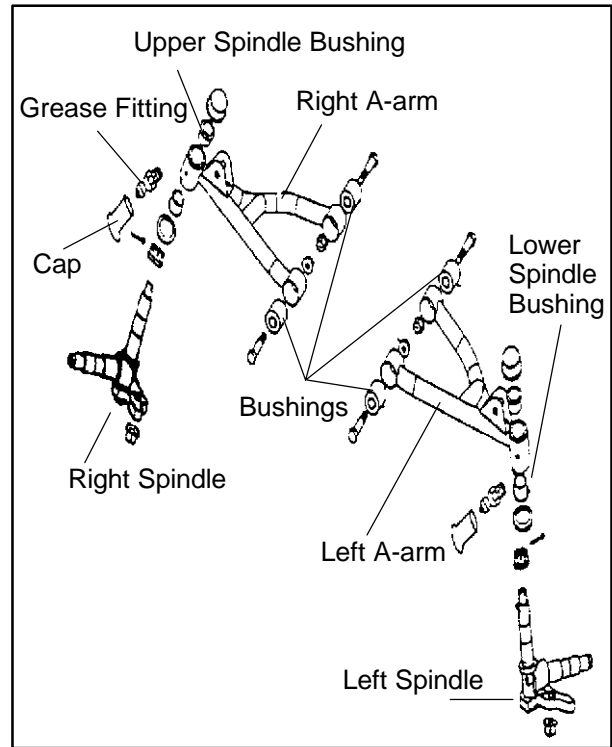 Upper Spindle Bushing
Right A-arm
Grease Fitting
Cap
Lower
Spindle
Bushing
Bushings
Right Spindle
Left A-arm
Left Spindle